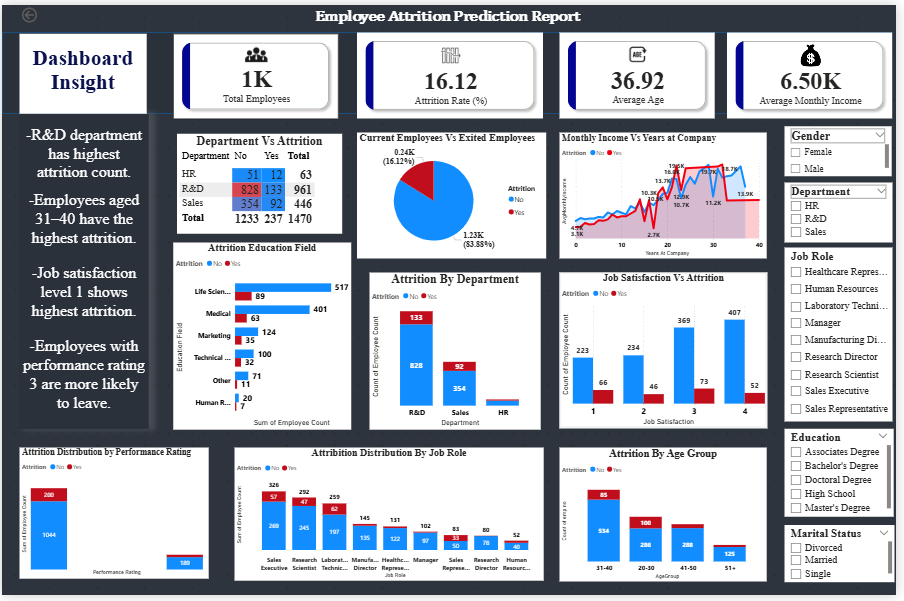 Employee Attrition Prediction Report
Dashboard
Insight
-R&D department
has highest
attrition count.
-Employees aged
31–40 have the
highest attrition.
-Job satisfaction
level 1 shows
highest attrition.
-Employees with
performance rating
3 are more likely
to leave.
1K
Total Employees
16.12
Attrition Rate (%)
AGE
36.92
Average Age
$
6.50K
Average Monthly Income
Department Vs Attrition
Department No Yes Total
HR 51 12 63
R&D 828 133 961
Sales 354 92 446
Total 1233 237 1470
Current Employees Vs Exited Employees
0.24K
(16.12%)
Attrition
No
Yes
1.23K
(83.88%)
Monthly Income Vs Years at Company
Attrition No Yes
AvgMonthlyIncome
19.5K
13.7K
19.7K
8.7K
12.9K
10.7K
11.2K
13.9K
2.7K
3.1K
0 10 20 30 40
Years At Company
Gender
Female
Male
Department
HR
R&D
Sales
Job Role
Healthcare Repres...
Human Resources
Laboratory Techni...
Manager
Manufacturing Di...
Research Director
Research Scientist
Sales Executive
Sales Representative
Education
Associates Degree
Bachelor's Degree
Doctoral Degree
High School
Master's Degree
Marital Status
Divorced
Married
Single
Attrition Education Field
Attrition No Yes
Education Field
Life Scien... 517
89
Medical 401
63
Marketing 124
35
Technical ... 100
32
Other 71
11
Human R... 20
7
Sum of Employee Count
Attrition By Department
Attrition No Yes
Count of Employee Count
133
828
92
354
R&D Sales HR
Department
Job Satisfaction Vs Attrition
Attrition No Yes
Count of Employee Count
223 66 234 46 369 73 407 52
1 2 3 4
Job Satisfaction
Attrition Distribution by Performance Rating
Attrition No Yes
Sum of Employee Count
200
1044
189
Performance Rating
Attribition Distribution By Job Role
Attrition No Yes
Sum of Employee Count
326 292 259 145 131 102 83 80 52
57 47 62 33
269 245 197 135 122 97 50 78 40
Sales Research Laborat... Manufa... Healthc... Manager Sales Research Human
Executive Scientist Technic... Director Represe... Represe... Director Resourc...
Job Role
Attrition By Age Group
Attrition No Yes
85
534
100
286
288
125
31-40 20-30 41-50 51+
AgeGroup